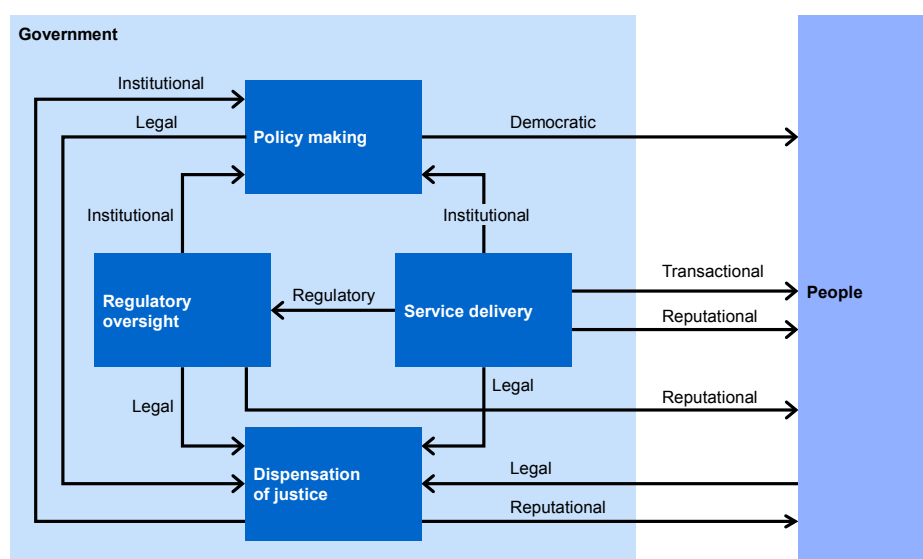 Government
Institutional
Legal
Policy making
Democratic
Institutional
Institutional
Regulatory
oversight
Regulatory
Service delivery
Transactional
People
Reputational
Legal
Legal
Reputational
Dispensation
of justice
Legal
Reputational